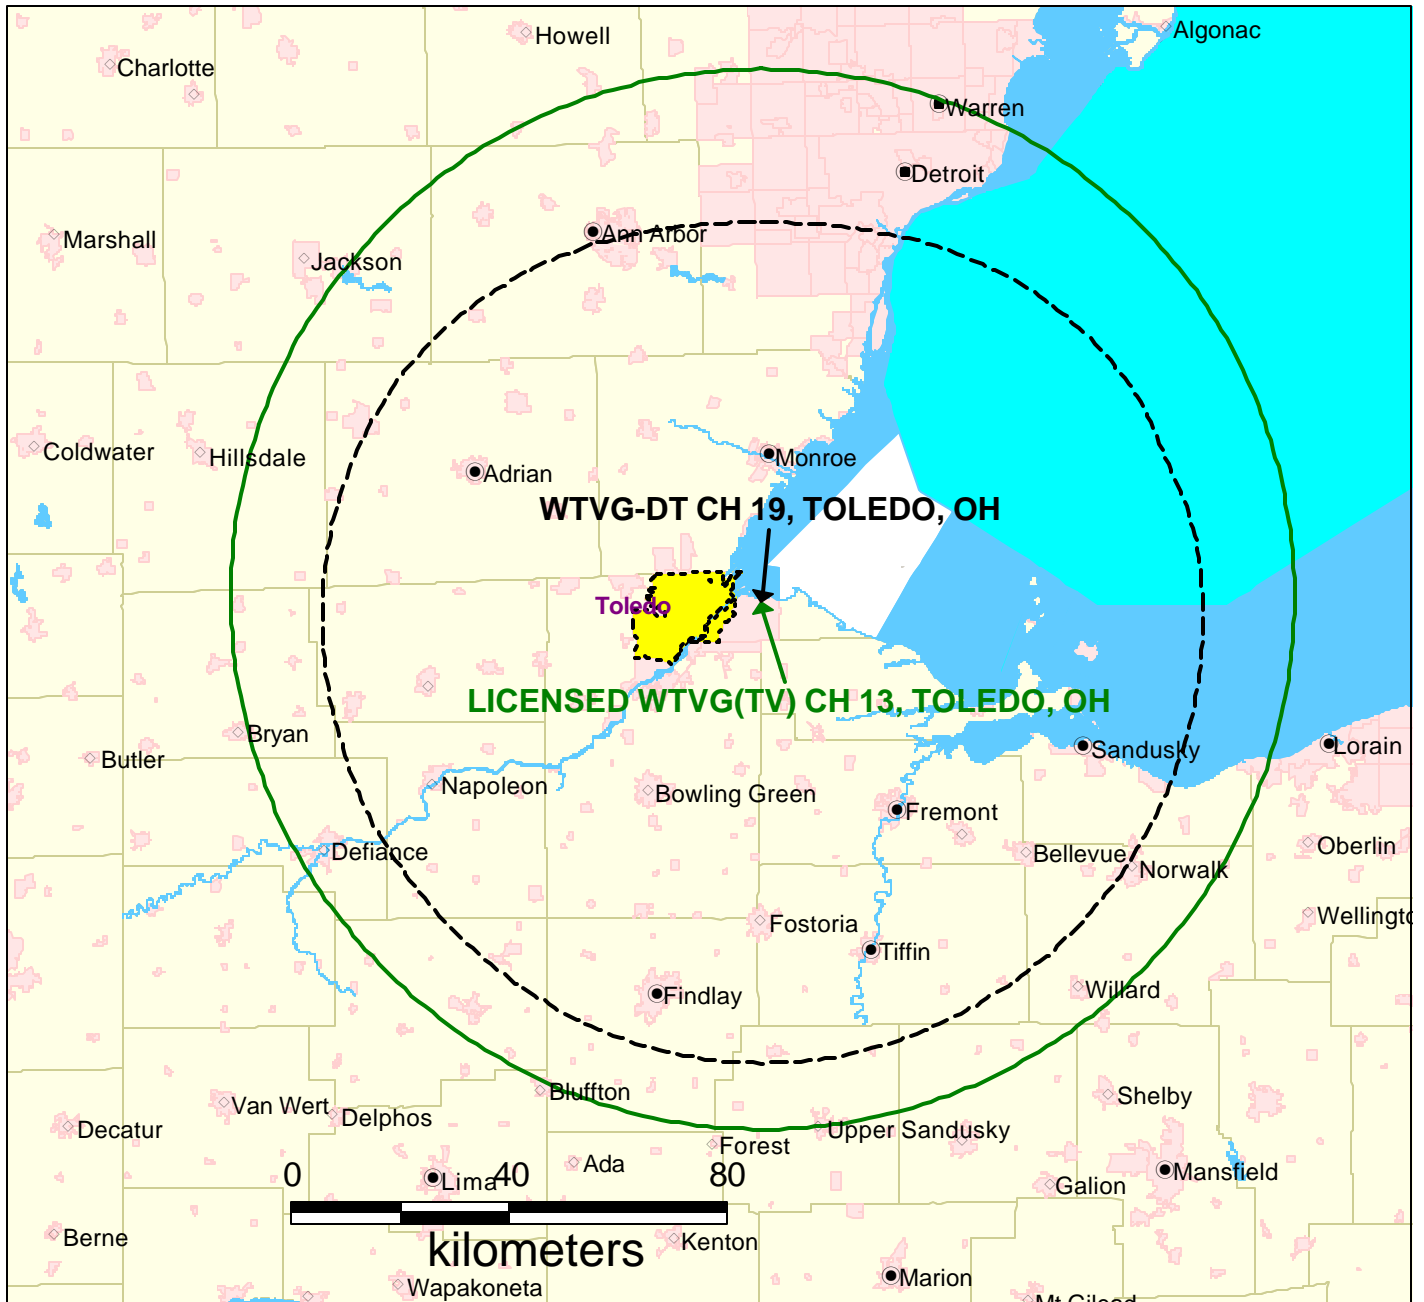 Howell
Algonac
Charlotte
Warren
Detroit
Ann Arbor
Marshall
Jackson
Coldwater
Hillsdale
Adrian
Monroe
WTVG-DT CH 19, TOLEDO, OH
Toledo
LICENSED WTVG(TV) CH 13, TOLEDO, OH
Bryan
Butler
Sandusky
Lorain
Napoleon
Bowling Green
Fremont
Defiance
Bellevue
Oberlin
Norwalk
Fostoria
Wellingto
Tiffin
Findlay
Willard
Bluffton
Shelby
Van Wert
Delphos
Decatur
Upper Sandusky
Forest
Ada
Mansfield
0 40 80
Lima
Galion
kilometers
Berne
Kenton
Marion
Wapakoneta
Mt Gilead